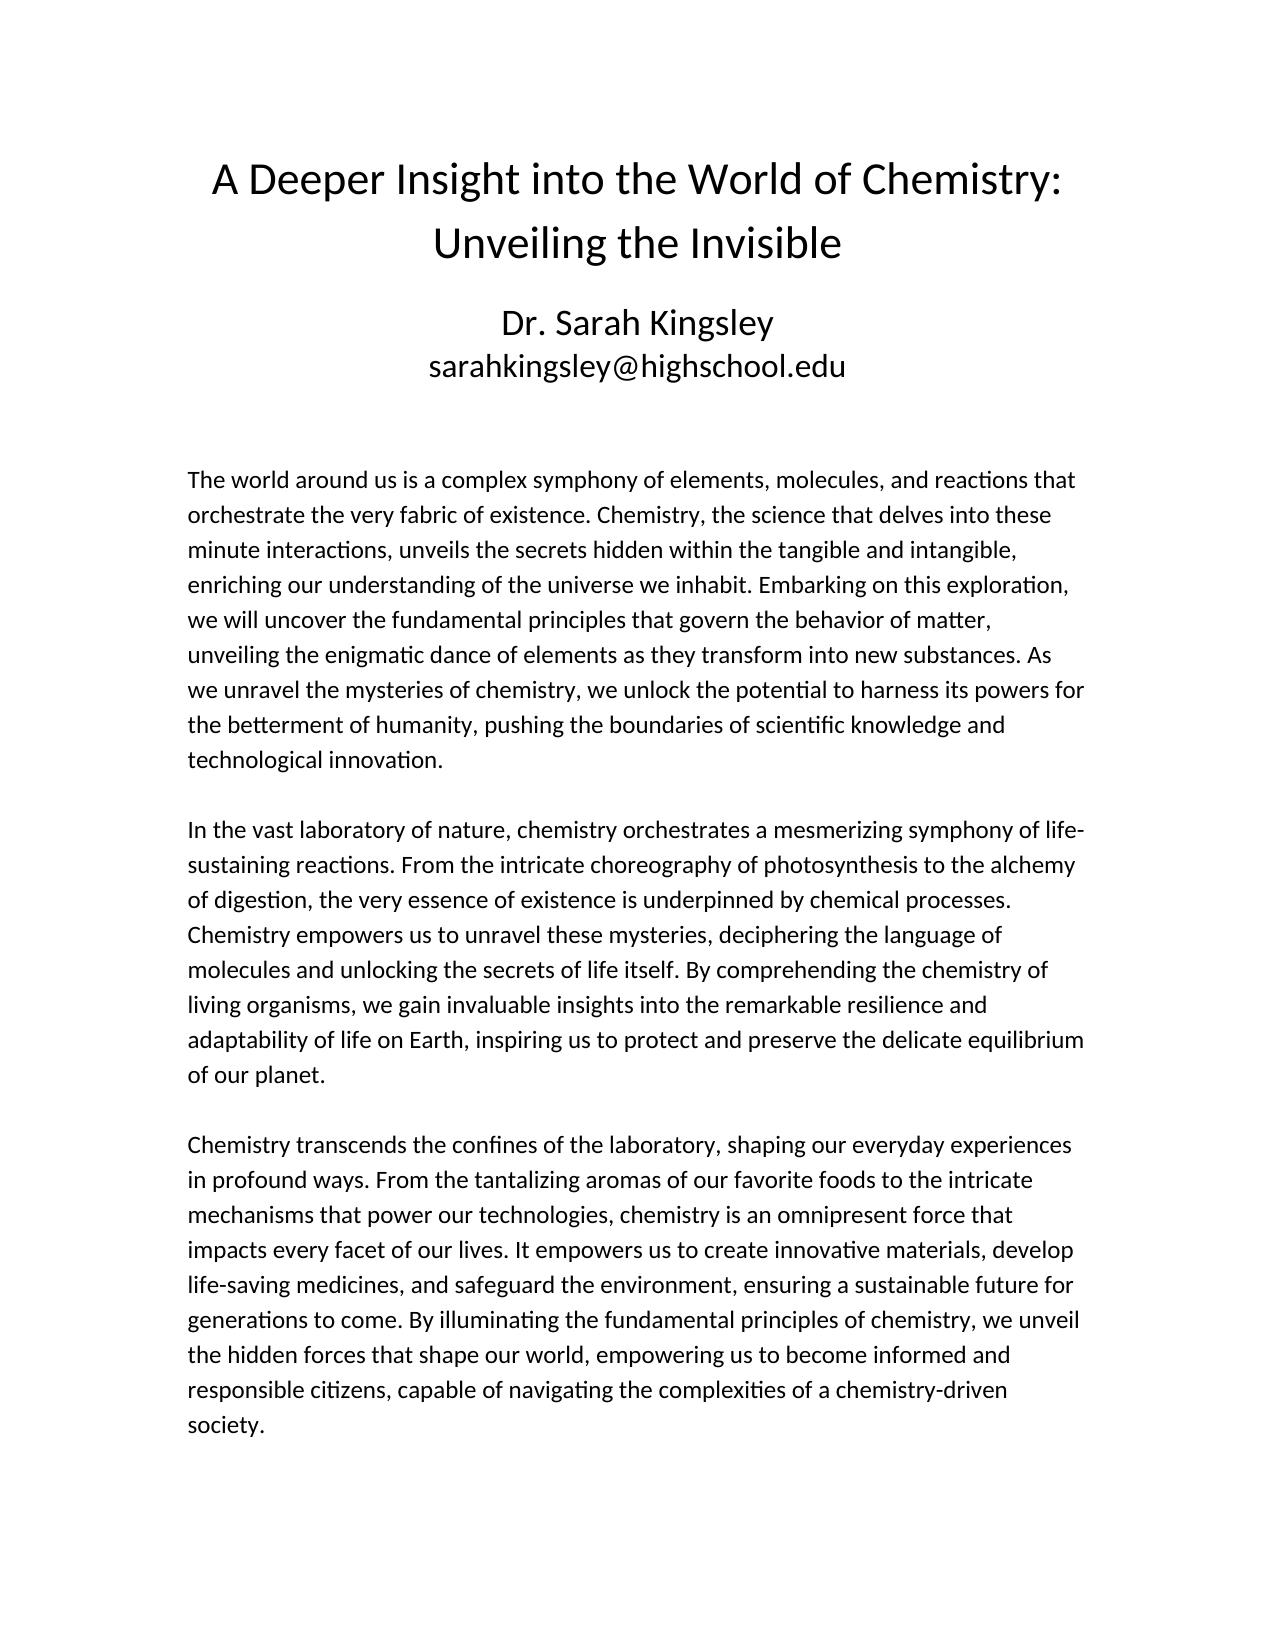 A Deeper Insight into the World of Chemistry:
Unveiling the Invisible
Dr. Sarah Kingsley
sarahkingsley@highschool.edu
The world around us is a complex symphony of elements, molecules, and reactions that
orchestrate the very fabric of existence. Chemistry, the science that delves into these
minute interactions, unveils the secrets hidden within the tangible and intangible,
enriching our understanding of the universe we inhabit. Embarking on this exploration,
we will uncover the fundamental principles that govern the behavior of matter,
unveiling the enigmatic dance of elements as they transform into new substances. As
we unravel the mysteries of chemistry, we unlock the potential to harness its powers for
the betterment of humanity, pushing the boundaries of scientific knowledge and
technological innovation.
In the vast laboratory of nature, chemistry orchestrates a mesmerizing symphony of life-
sustaining reactions. From the intricate choreography of photosynthesis to the alchemy
of digestion, the very essence of existence is underpinned by chemical processes.
Chemistry empowers us to unravel these mysteries, deciphering the language of
molecules and unlocking the secrets of life itself. By comprehending the chemistry of
living organisms, we gain invaluable insights into the remarkable resilience and
adaptability of life on Earth, inspiring us to protect and preserve the delicate equilibrium
of our planet.
Chemistry transcends the confines of the laboratory, shaping our everyday experiences
in profound ways. From the tantalizing aromas of our favorite foods to the intricate
mechanisms that power our technologies, chemistry is an omnipresent force that
impacts every facet of our lives. It empowers us to create innovative materials, develop
life-saving medicines, and safeguard the environment, ensuring a sustainable future for
generations to come. By illuminating the fundamental principles of chemistry, we unveil
the hidden forces that shape our world, empowering us to become informed and
responsible citizens, capable of navigating the complexities of a chemistry-driven
society.